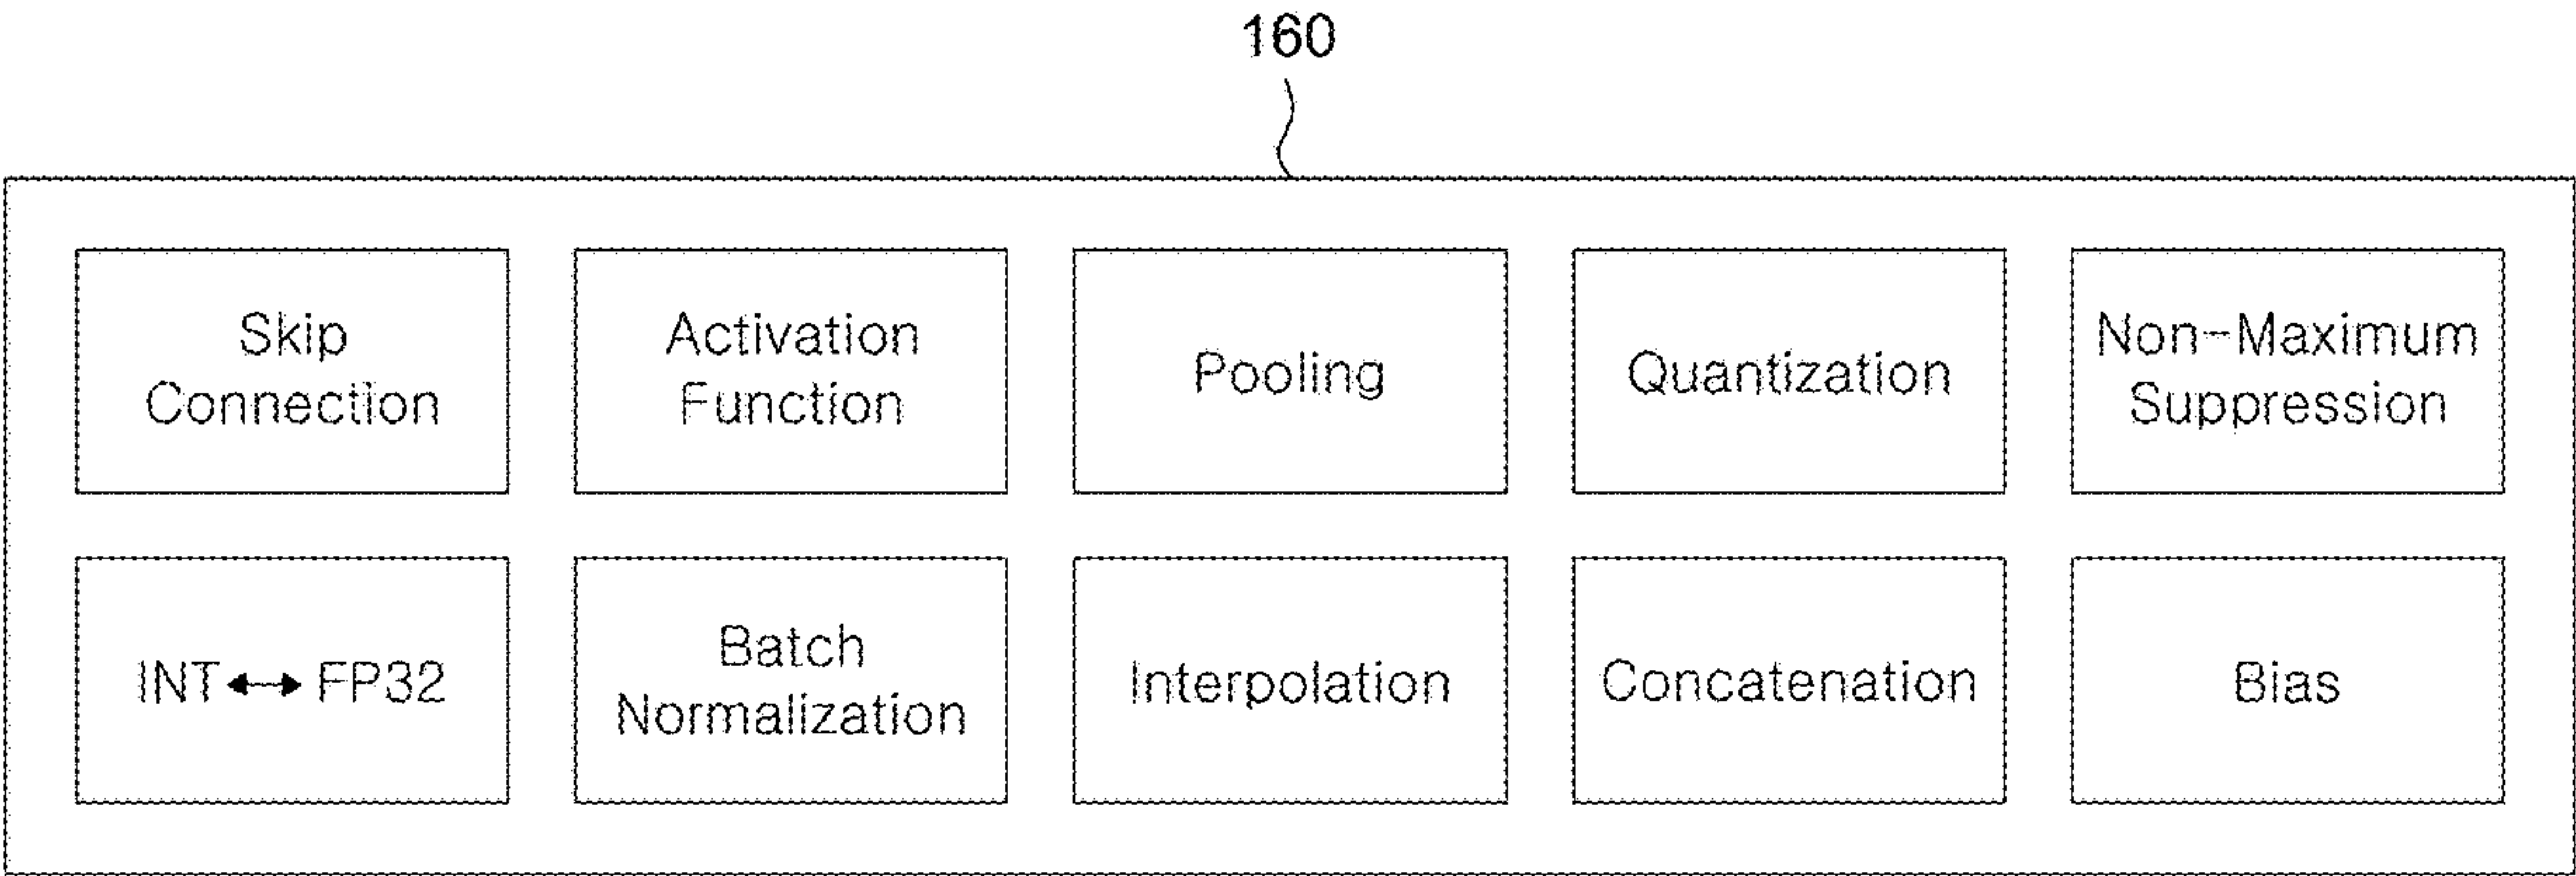 160
Skip
Connection
Activation
Function
Pooling
Quantization
Non-Maximum
Suppression
INT↔FP32
Batch
Normalization
Interpolation
Concatenation
Bias